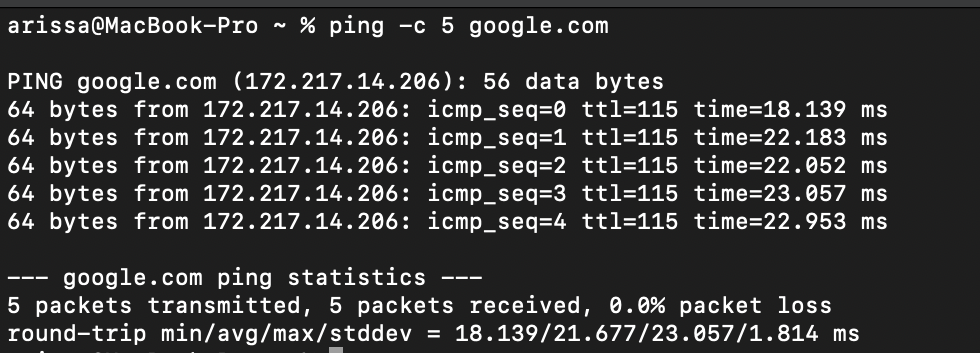 arissa@MacBook-Pro ~ % ping -c 5 google.com
PING google.com (172.217.14.206): 56 data bytes
64 bytes from 172.217.14.206: icmp_seq=0 ttl=115 time=18.139 ms
64 bytes from 172.217.14.206: icmp_seq=1 ttl=115 time=22.183 ms
64 bytes from 172.217.14.206: icmp_seq=2 ttl=115 time=22.052 ms
64 bytes from 172.217.14.206: icmp_seq=3 ttl=115 time=23.057 ms
64 bytes from 172.217.14.206: icmp_seq=4 ttl=115 time=22.953 ms
--- google.com ping statistics ---
5 packets transmitted, 5 packets received, 0.0% packet loss
round-trip min/avg/max/stddev = 18.139/21.677/23.057/1.814 ms